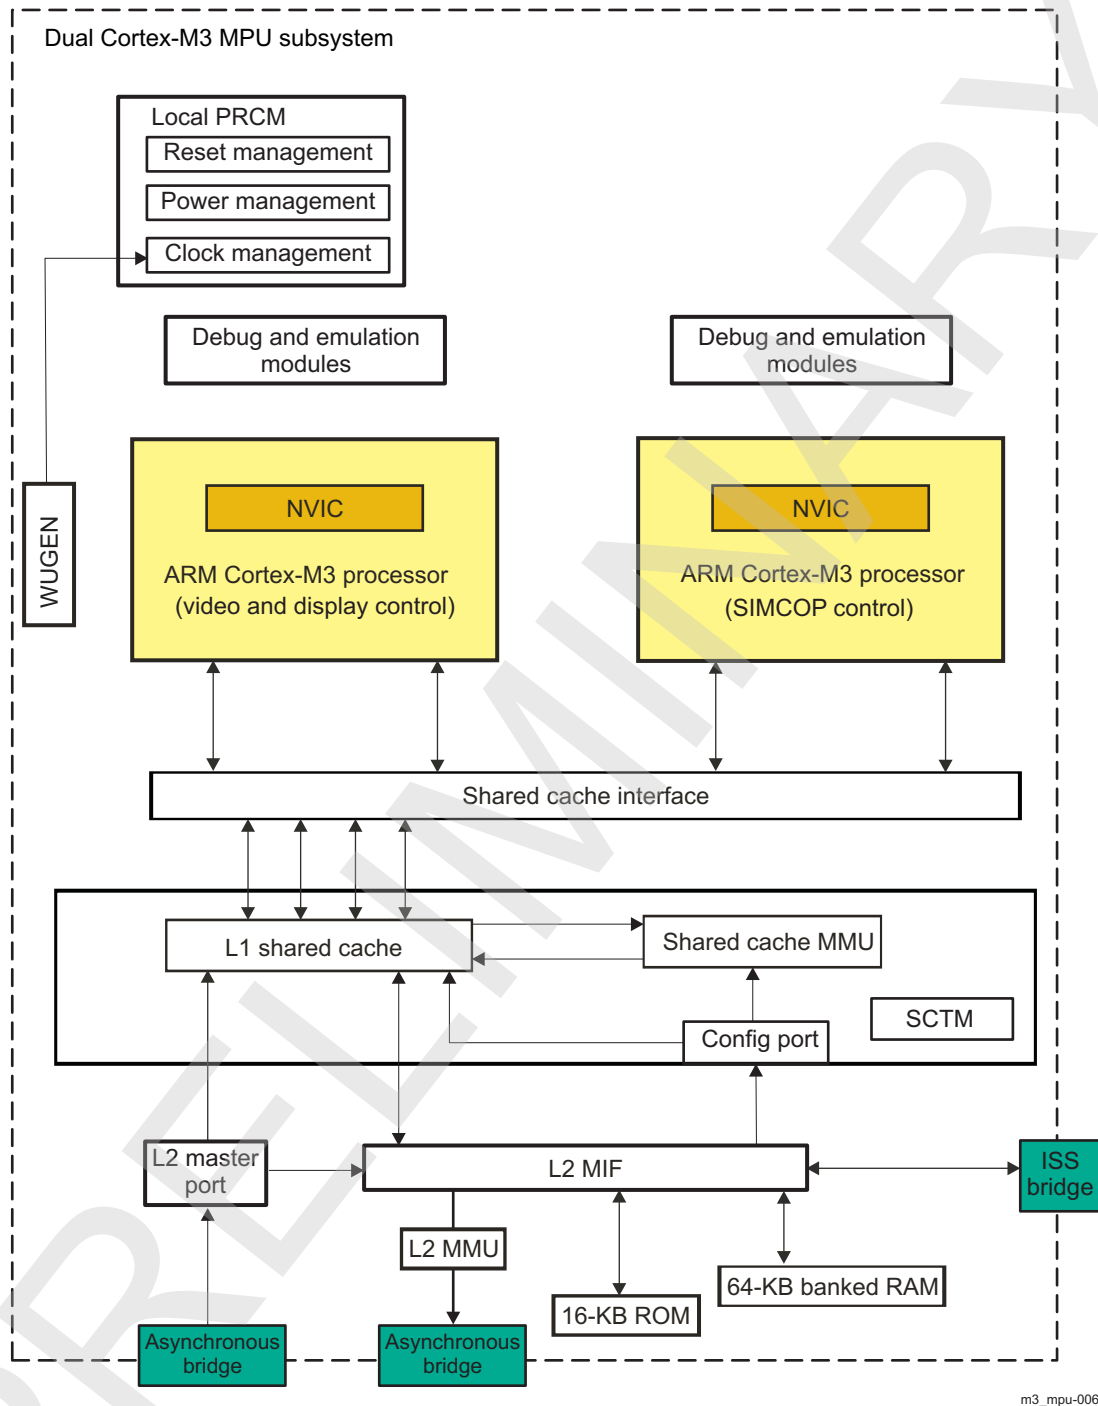 Dual Cortex-M3 MPU subsystem
Local PRCM
Reset management
Power management
Clock management
Debug and emulation
modules
Debug and emulation
modules
WUGEN
NVIC
ARM Cortex-M3 processor
(video and display control)
NVIC
ARM Cortex-M3 processor
(SIMCOP control)
Shared cache interface
L1 shared cache
Shared cache MMU
SCTM
Config port
L2 master
port
L2 MIF
ISS
bridge
L2 MMU
64-KB banked RAM
16-KB ROM
Asynchronous
bridge
Asynchronous
bridge
m3_mpu-006
PRELIMINARY